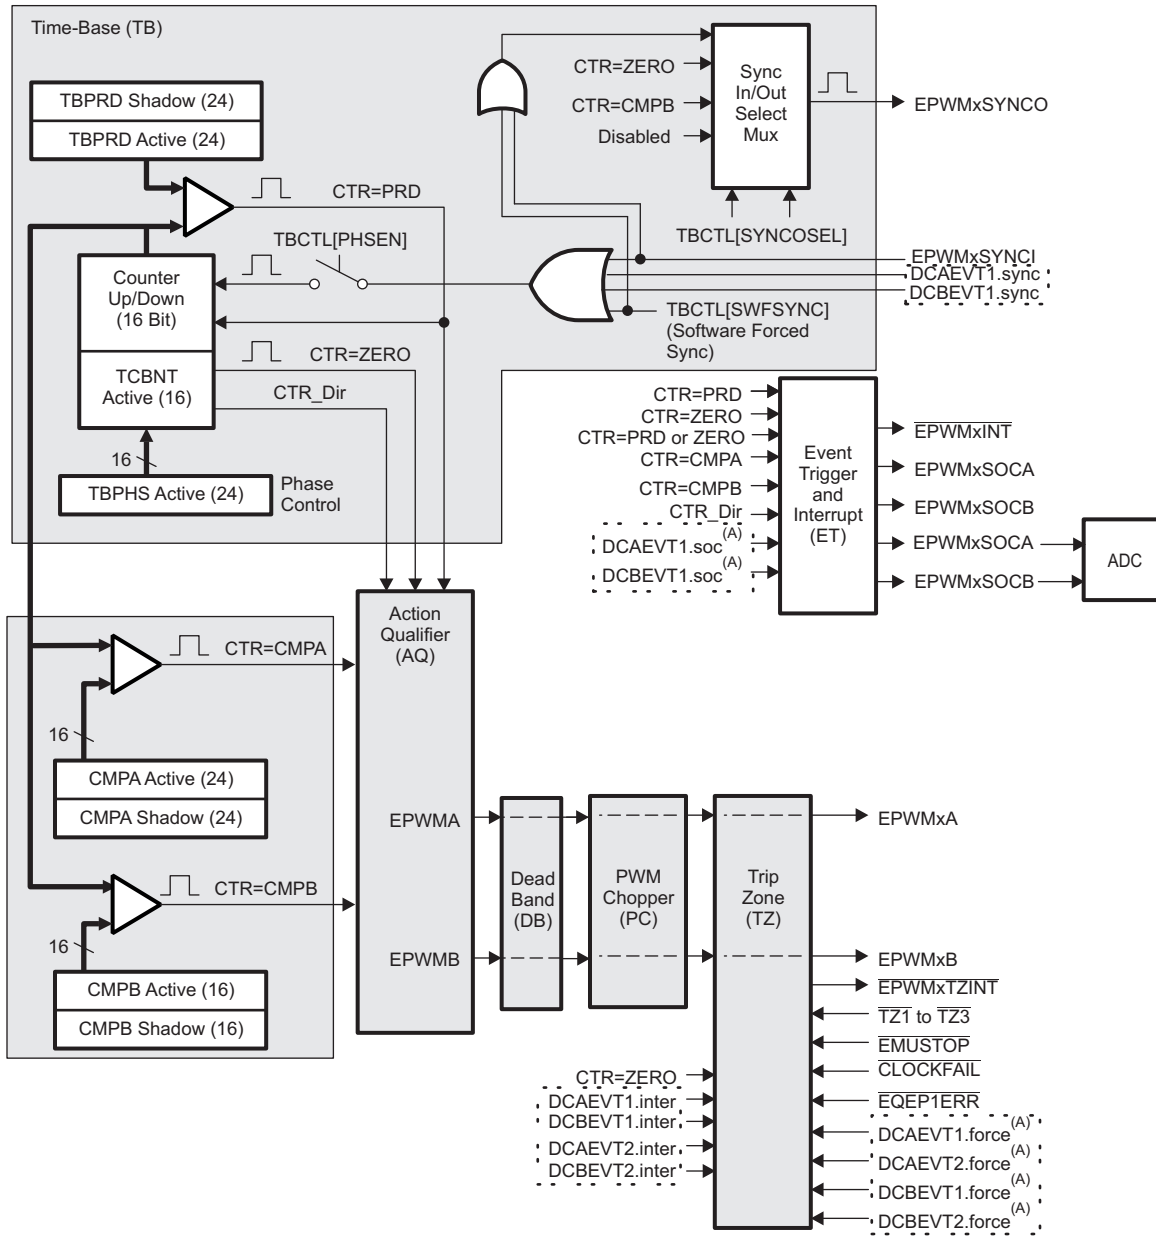 Time-Base (TB)
TBPRD Shadow (24)
TBPRD Active (24)
CTR=PRD
TBCTL[PHSEN]
Counter
Up/Down
(16 Bit)
TCBNT
Active (16)
CTR=ZERO
CTR_Dir
16
TBPHS Active (24)
Phase
Control
CTR=ZERO
CTR=CMPB
Disabled
Sync
In/Out
Select
Mux
EPWMxSYNCO
TBCTL[SYNCOSEL]
EPWMxSYNCI
DCAEVT1.sync
DCBEVT1.sync
TBCTL[SWFSYNC]
(Software Forced
Sync)
CTR=PRD
CTR=ZERO
CTR=PRD or ZERO
CTR=CMPA
CTR=CMPB
CTR_Dir
DCAEVT1.soc(A)
DCBEVT1.soc(A)
Event
Trigger
and
Interrupt
(ET)
EPWMxINT
EPWMxSOCA
EPWMxSOCB
EPWMxSOCA
EPWMxSOCB
ADC
Action
Qualifier
(AQ)
CTR=CMPA
16
CMPA Active (24)
CMPA Shadow (24)
CTR=CMPB
16
CMPB Active (16)
CMPB Shadow (16)
EPWMA
EPWMB
Dead
Band
(DB)
PWM
Chopper
(PC)
Trip
Zone
(TZ)
EPWMxA
EPWMxB
EPWMxTZINT
TZ1 to TZ3
EMUSTOP
CLOCKFAIL
EQEP1ERR
DCAEVT1.force(A)
DCAEVT2.force(A)
DCBEVT1.force(A)
DCBEVT2.force(A)
CTR=ZERO
DCAEVT1.inter
DCBEVT1.inter
DCAEVT2.inter
DCBEVT2.inter